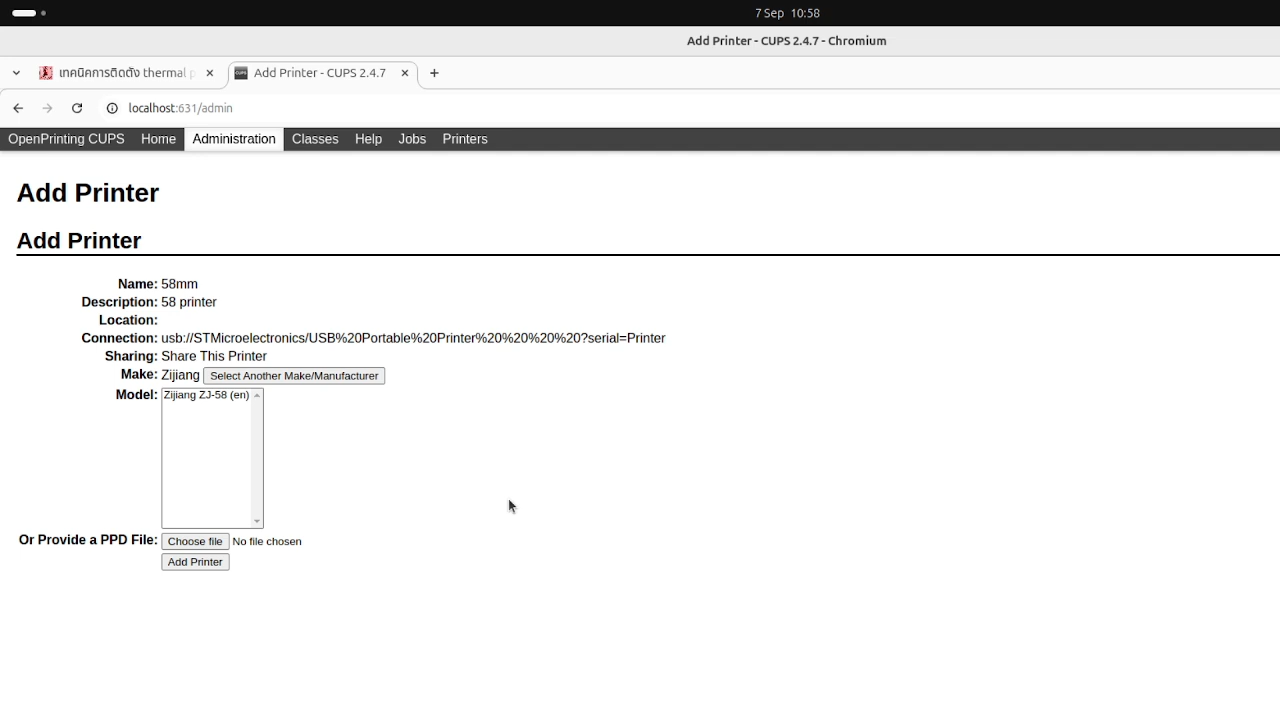 7 Sep 10:58
Add Printer - CUPS 2.4.7 - Chromium
เทคนิคการติดตั้ง thermal p
Add Printer - CUPS 2.4.7
localhost:631/admin
OpenPrinting CUPS Home Administration Classes Help Jobs Printers
Add Printer
Add Printer
Name: 58mm
Description: 58 printer
Location:
Connection: usb://STMicroelectronics/USB%20Portable%20Printer%20%20%20%20?serial=Printer
Sharing: Share This Printer
Make: Zijiang Select Another Make/Manufacturer
Model: Zijiang ZJ-58 (en)
Or Provide a PPD File: Choose file No file chosen
Add Printer